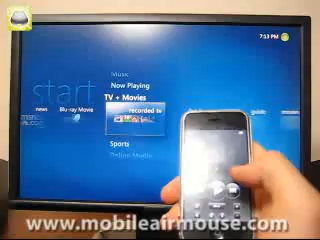 7:13 PM
start
Music
Now Playing
TV + Movies
news
Blu-ray Movie
recorded tv
guide
Sports
Online Media
www.mobileairmouse.com